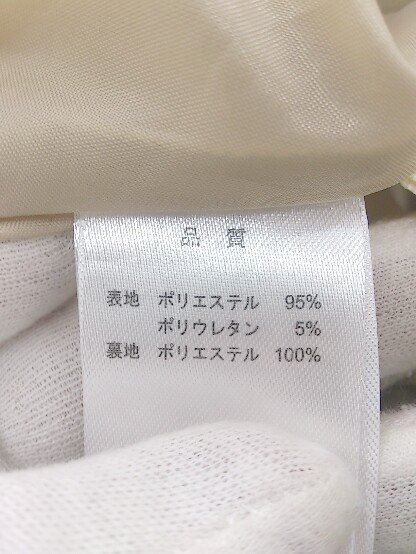 品 質
表地 ポリエステル 95%
ポリウレタン 5%
裏地 ポリエステル 100%